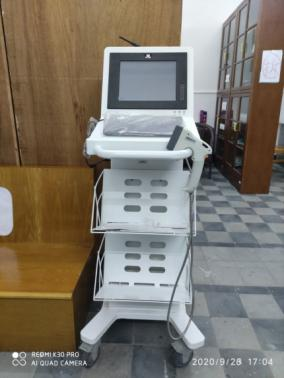 REDMI K30 PRO
AI QUAD CAMERA
2020/9/28 17:04